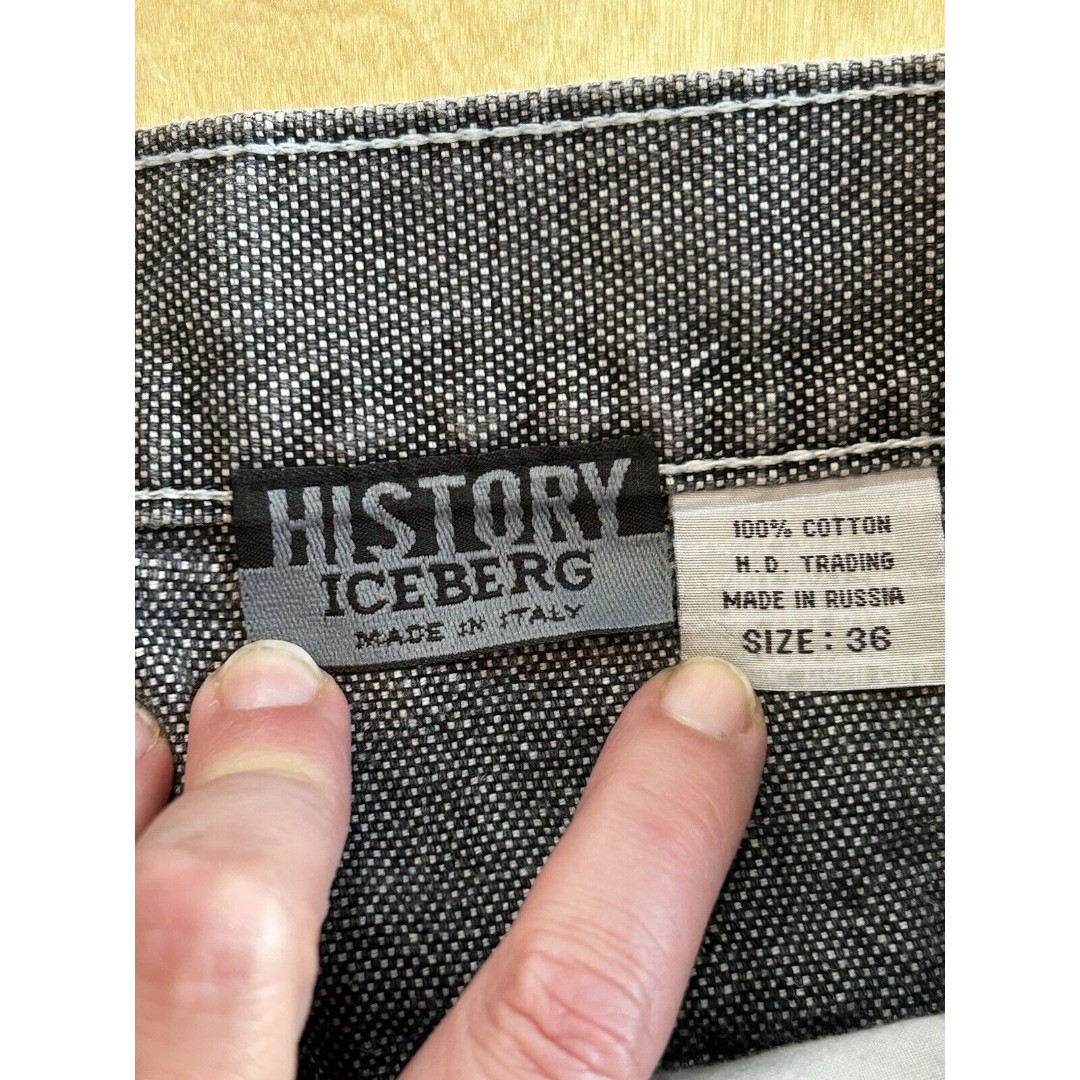 HISTORY
ICEBERG
MADE IN ITALY
100% COTTON
H.D. TRADING
MADE IN RUSSIA
SIZE: 36